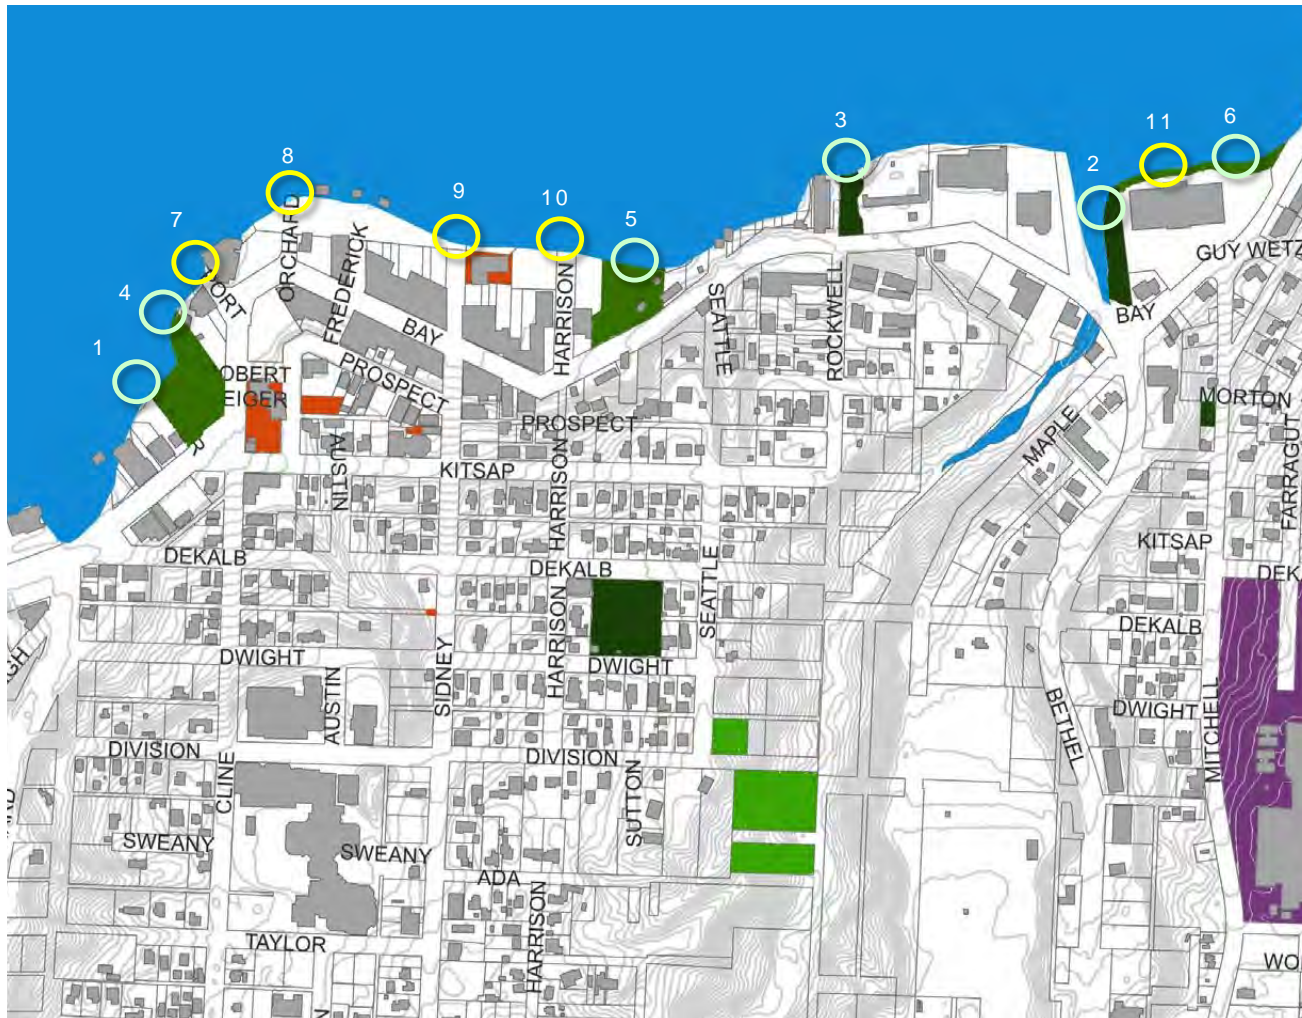 3
11
6
8
2
9
10
7
5
4
1
ORCHARD
FREDERICK
PORT
GUY WETZ
HARRISON
SEATTLE
ROCKWELL
BAY
BAY
OBERT
EIGER
PROSPECT
MORTON
PROSPECT
MAPLE
FARRAGUT
AUSTIN
KITSAP
HARRISON
KITSAP
DEKALB
DEKALB
DEK
SEATTLE
HARRISON
DEKALB
DWIGHT
DWIGHT
SIDNEY
AUSTIN
BETHEL
DWIGHT
MITCHELL
DIVISION
DIVISION
CLINE
SUTTON
SWEANY
SWEANY
ADA
HARRISON
TAYLOR
WO